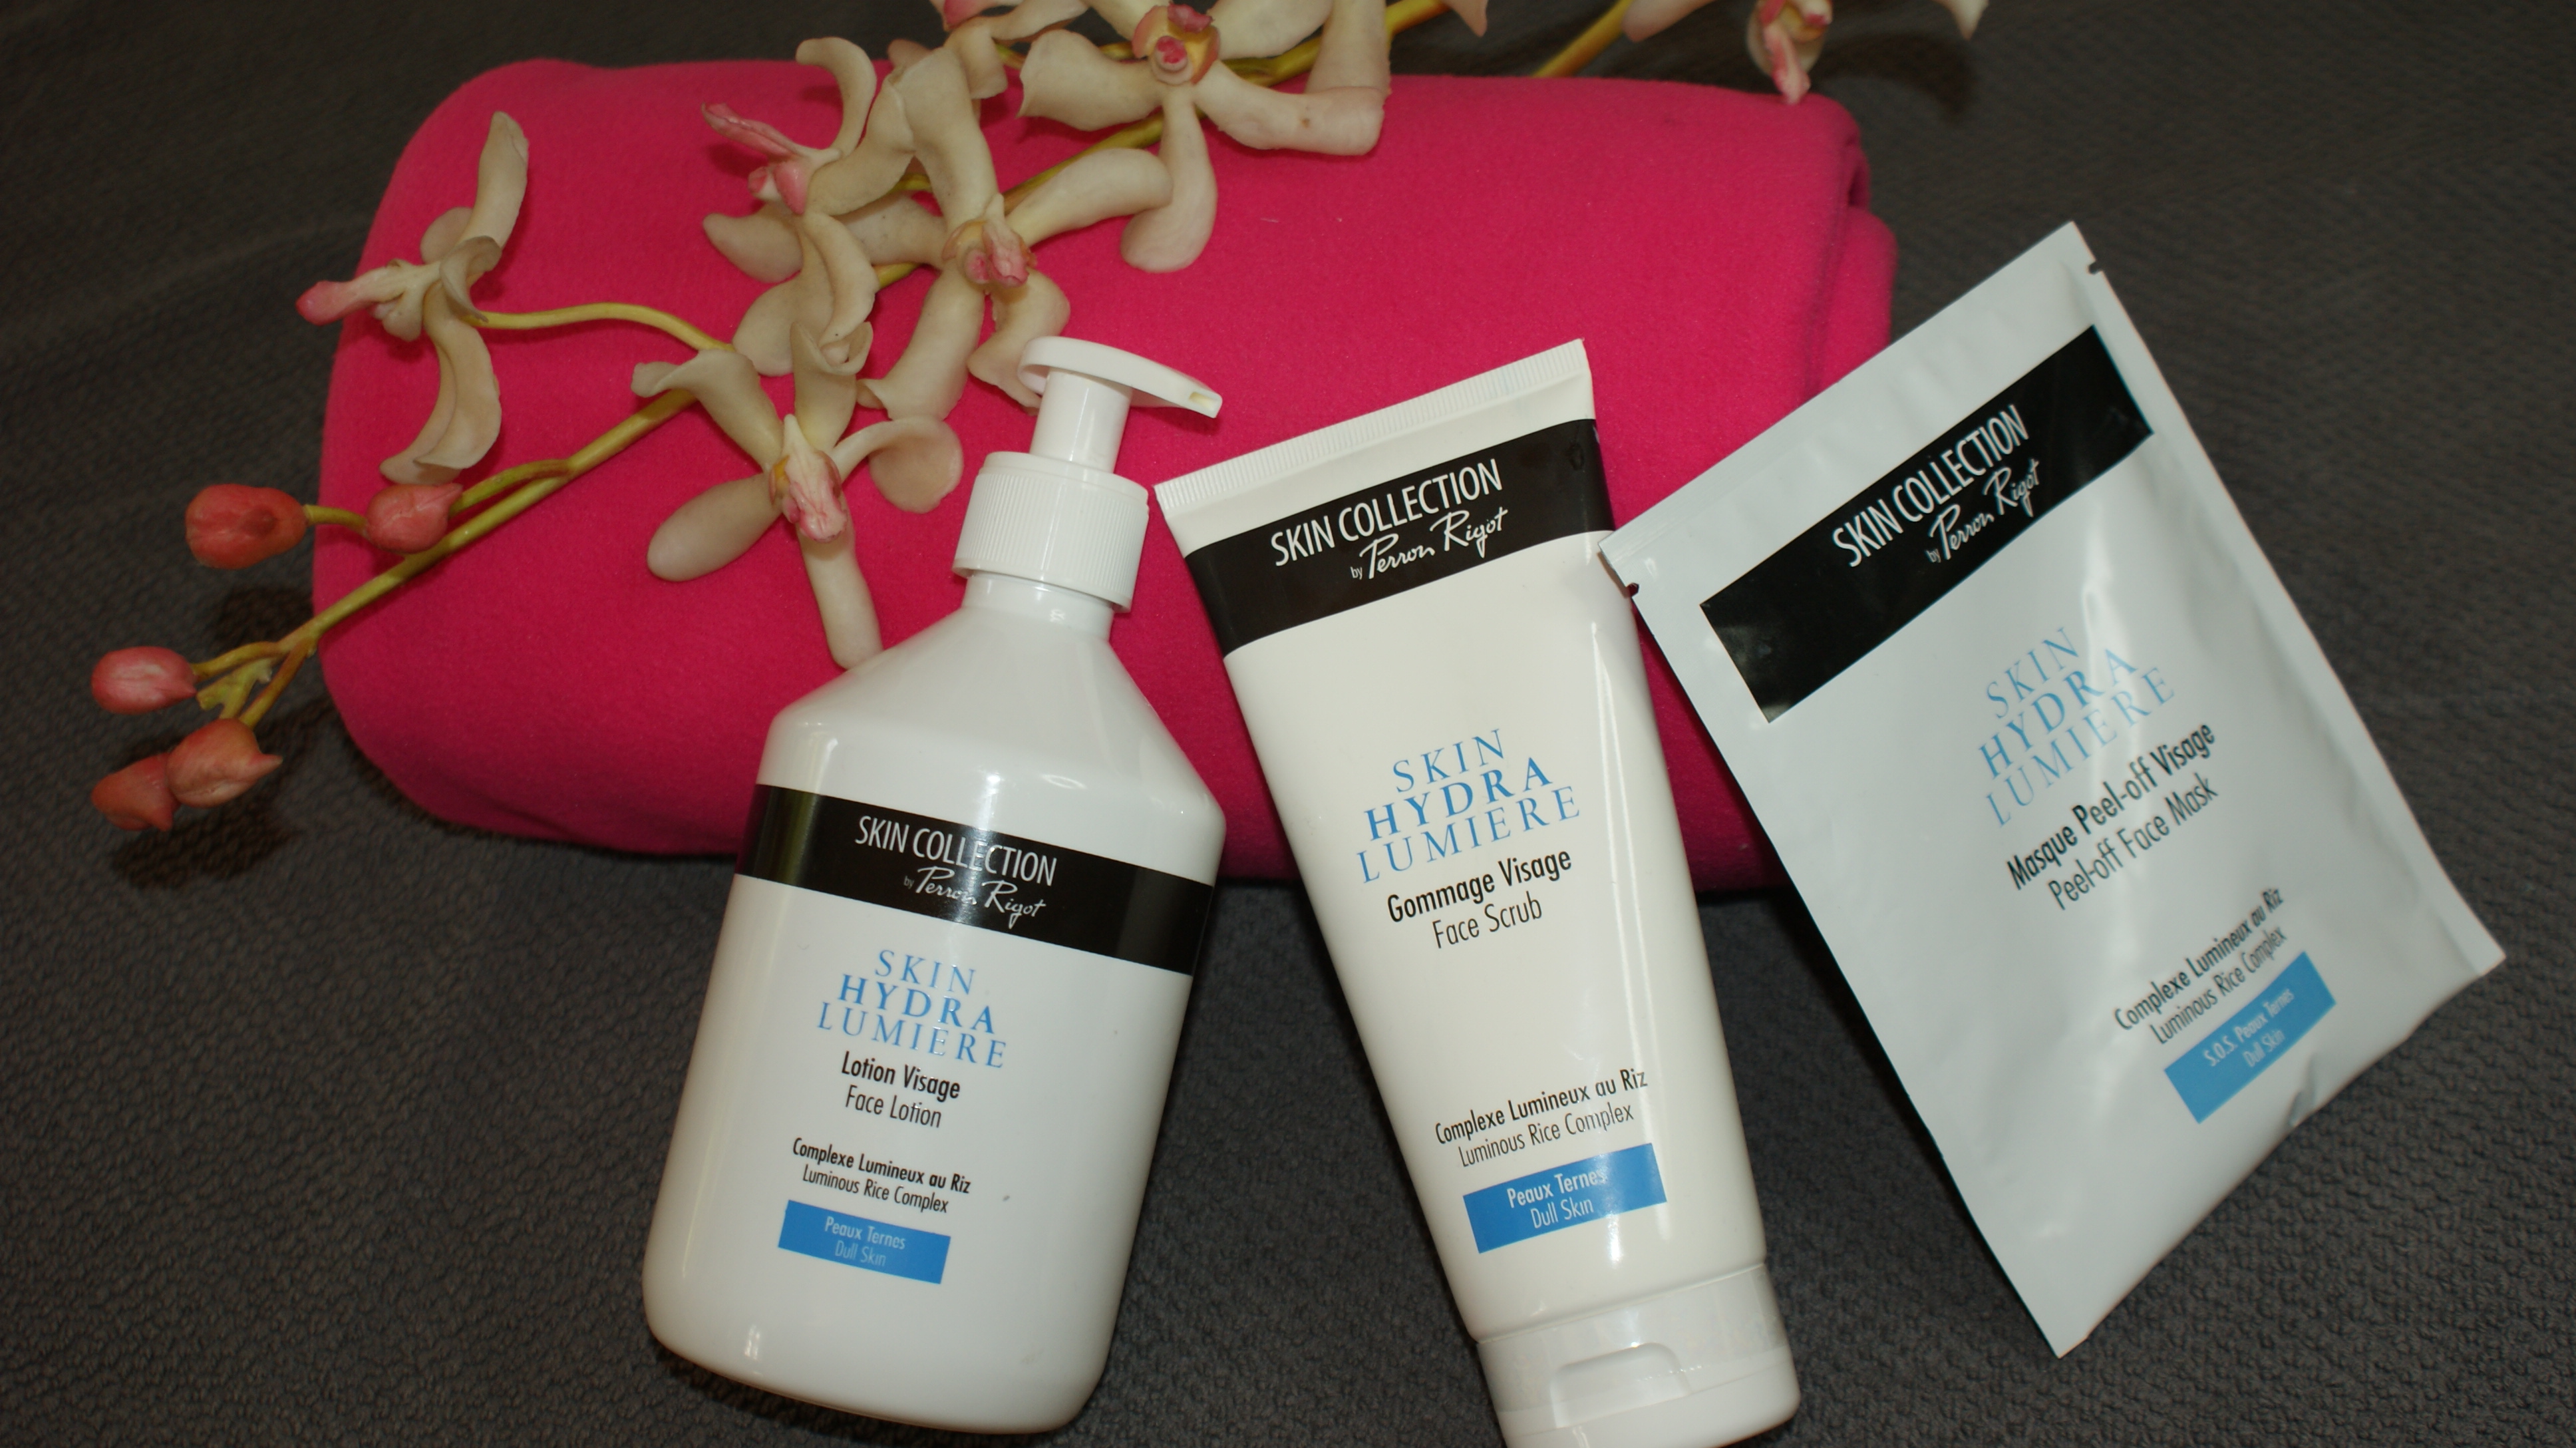 SKIN COLLECTION
by Perron Rigot
SKIN
HYDRA
LUMIERE
Lotion Visage
Face Lotion
Complexe Lumineux au Riz
Luminous Rice Complex
Peaux Ternes
Dull Skin
SKIN COLLECTION
by Perron Rigot
SKIN
HYDRA
LUMIERE
Gommage Visage
Face Scrub
Complexe Lumineux au Riz
Luminous Rice Complex
Peaux Ternes
Dull Skin
SKIN COLLECTION
by Perron Rigot
SKIN
HYDRA
LUMIERE
Masque Peel-off Visage
Peel-off Face Mask
Complexe Lumineux au Riz
Luminous Rice Complex
S.O.S. Peaux Ternes
Dull Skin